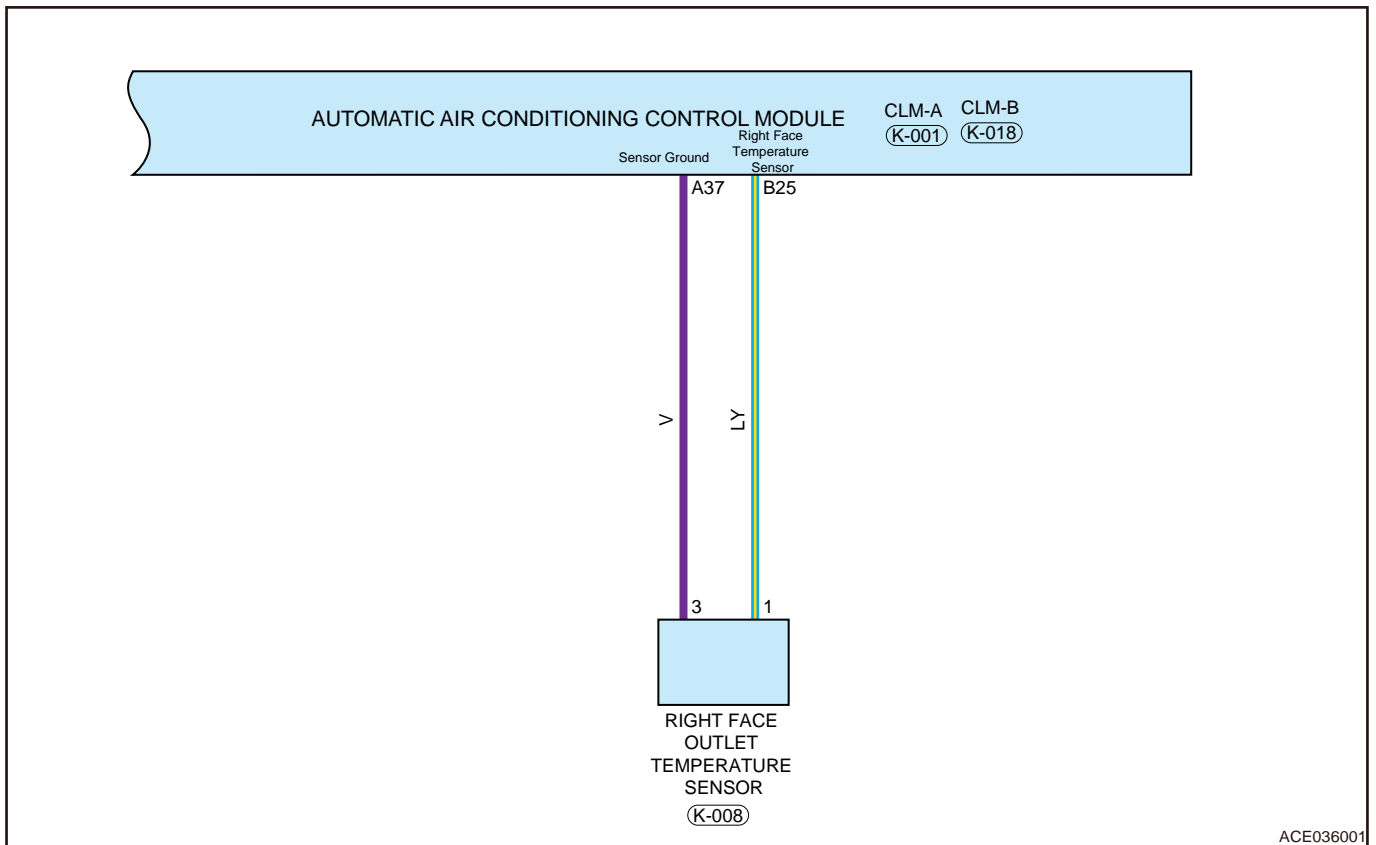 AUTOMATIC AIR CONDITIONING CONTROL MODULE
CLM-A CLM-B
K-001 K-018
Sensor Ground
Right Face
Temperature
Sensor
A37 B25
V LY
3 1
RIGHT FACE
OUTLET
TEMPERATURE
SENSOR
K-008
ACE036001